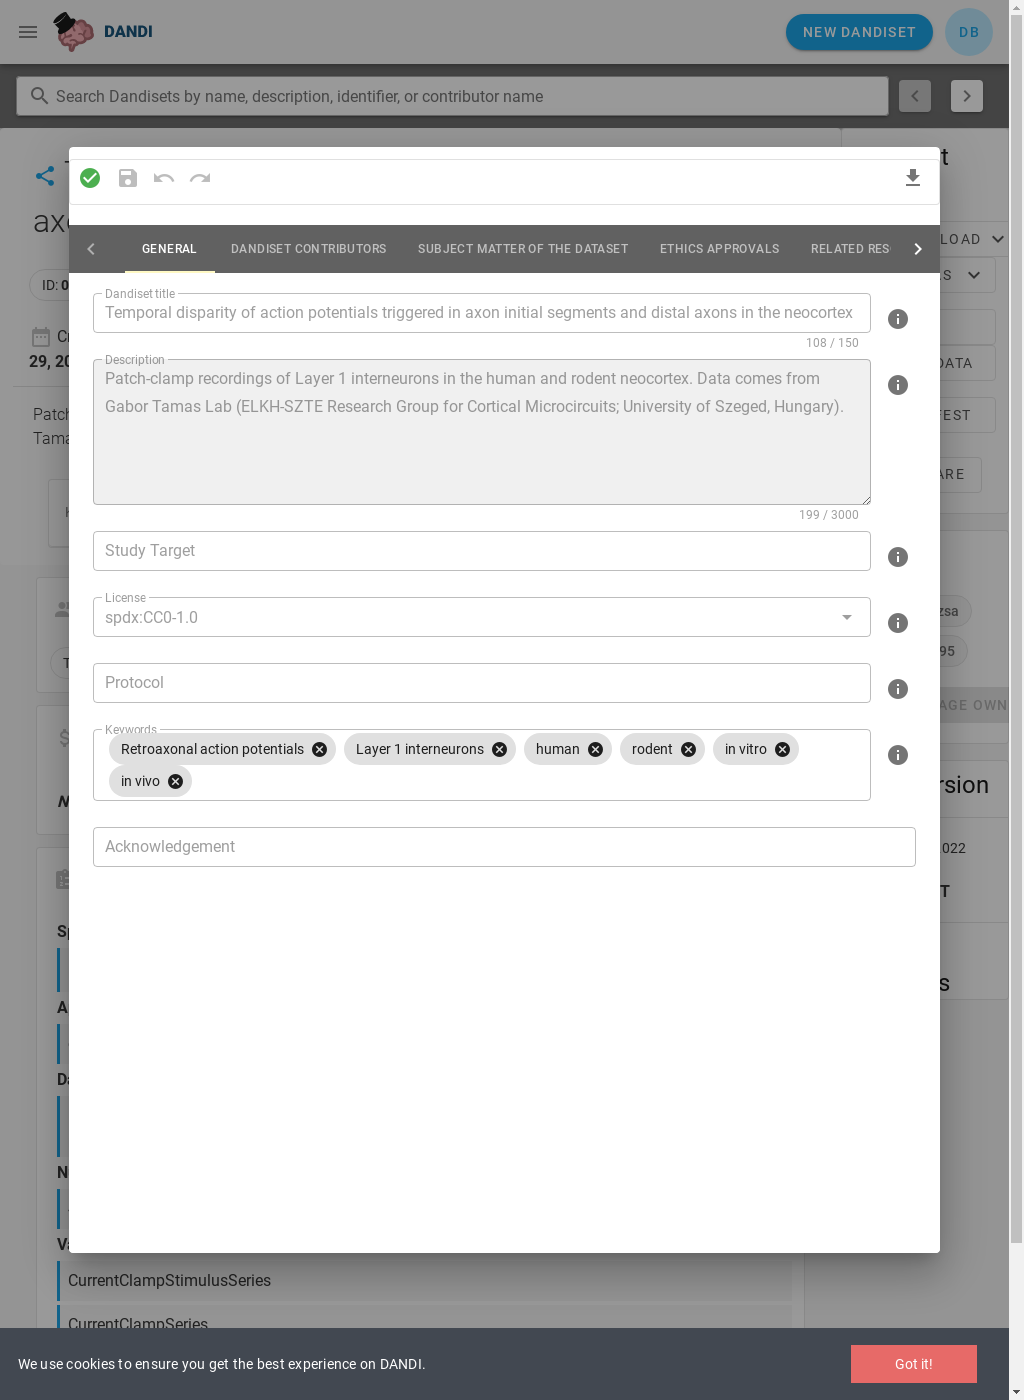 DANDI
NEW DANDISET
DB
Search Dandisets by name, description, identifier, or contributor name
GENERAL
DANDISET CONTRIBUTORS
SUBJECT MATTER OF THE DATASET
ETHICS APPROVALS
RELATED RES
ID: 0
29, 20
Dandiset title
Temporal disparity of action potentials triggered in axon initial segments and distal axons in the neocortex
108 / 150
Description
Patch-clamp recordings of Layer 1 interneurons in the human and rodent neocortex. Data comes from
Gabor Tamas Lab (ELKH-SZTE Research Group for Cortical Microcircuits; University of Szeged, Hungary).
199 / 3000
Study Target
License
spdx:CC0-1.0
Protocol
Keywords
Retroaxonal action potentials
Layer 1 interneurons
human
rodent
in vitro
in vivo
Acknowledgement
CurrentClampStimulusSeries
CurrentClampSeries
We use cookies to ensure you get the best experience on DANDI.
Got it!